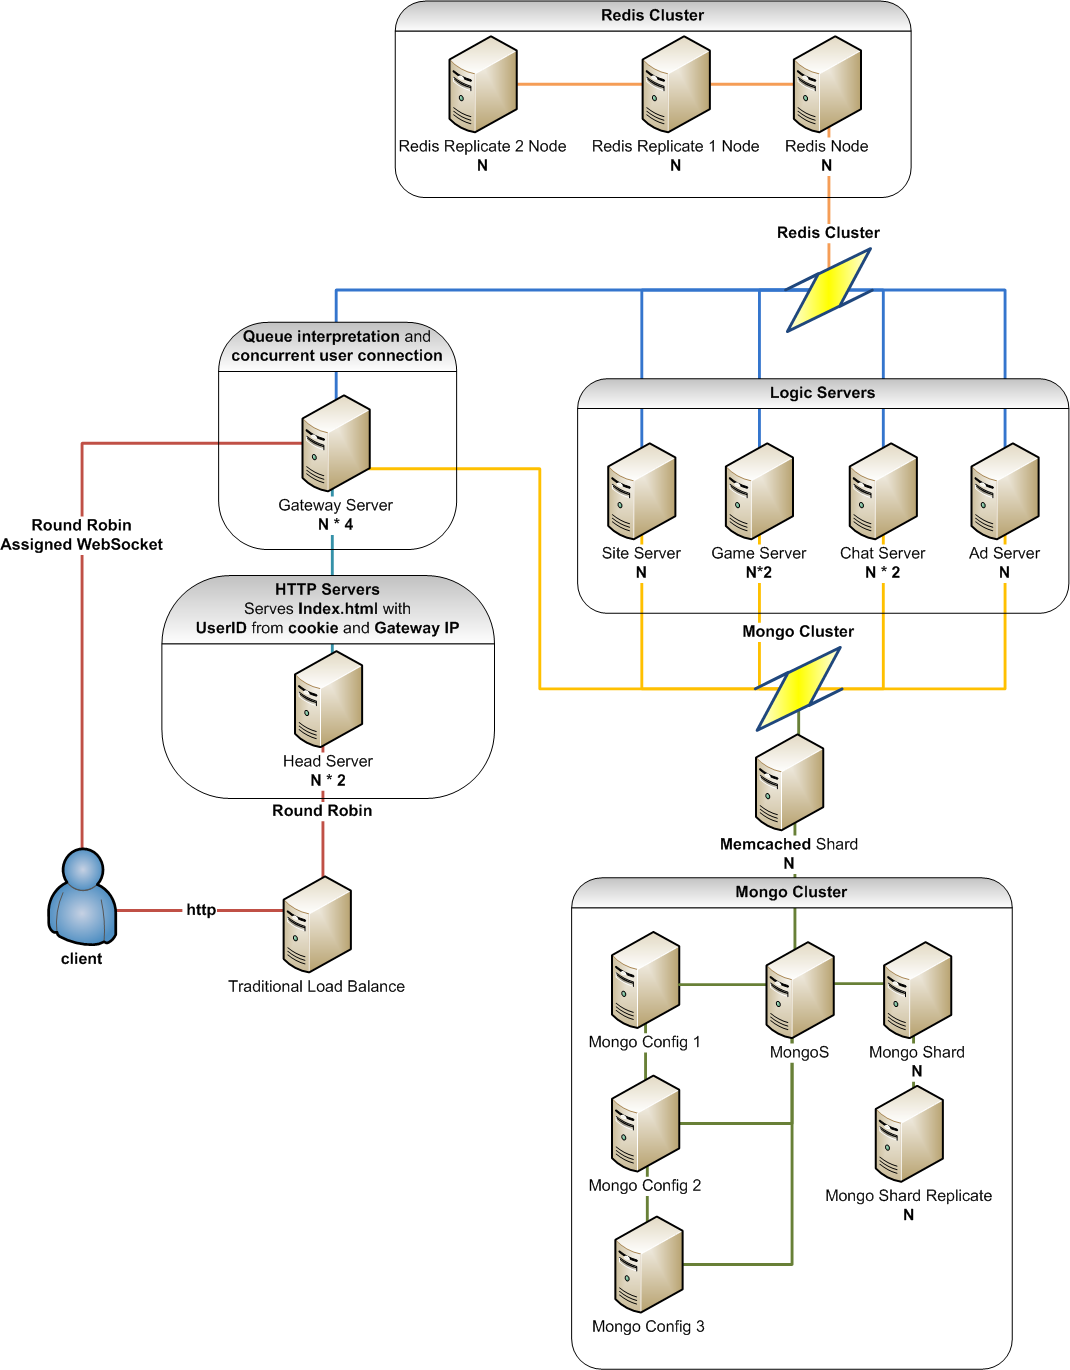 Redis Cluster
Redis Replicate 2 Node
N
Redis Replicate 1 Node
N
Redis Node
N
Redis Cluster
Queue interpretation and
concurrent user connection
Gateway Server
N * 4
Logic Servers
Site Server
N
Game Server
N*2
Chat Server
N * 2
Ad Server
N
Round Robin
Assigned WebSocket
HTTP Servers
Serves Index.html with
UserID from cookie and Gateway IP
Head Server
N * 2
Round Robin
Mongo Cluster
Memcached Shard
N
http
client
Traditional Load Balance
Mongo Cluster
Mongo Config 1
MongoS
Mongo Shard
N
Mongo Config 2
Mongo Shard Replicate
N
Mongo Config 3